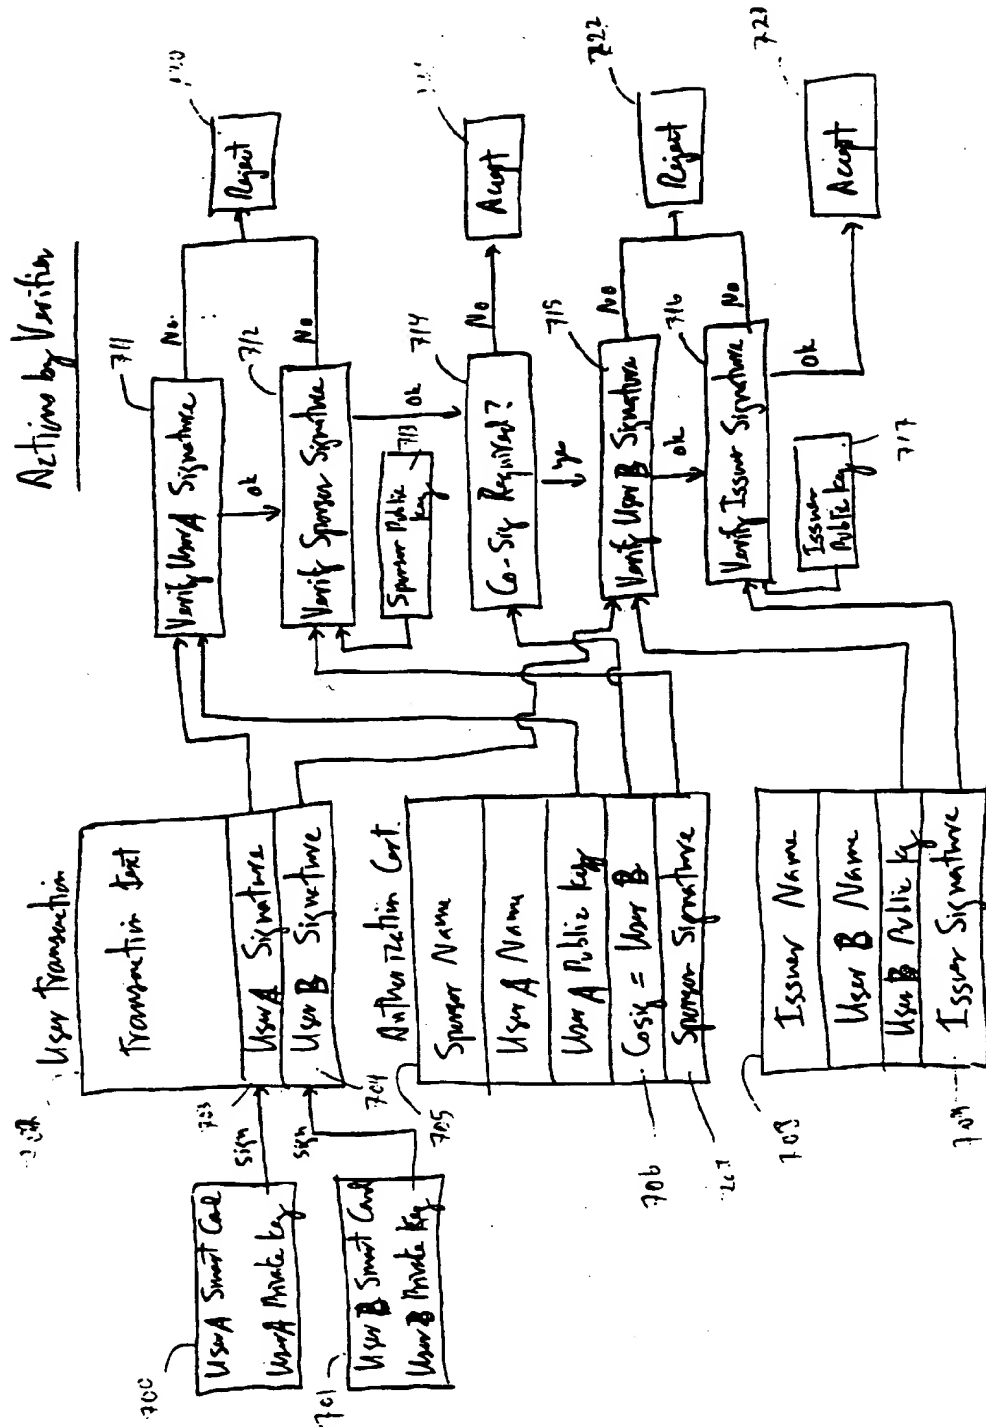 Actions by Verifier
User Transaction
Transaction text
User A Signature
User B Signature
703
704
700
User A Smart Card
User A Private Key
sign
701
User B Smart Card
User B Private Key
sign
Authorization Cert.
705
Sponsor Name
User A Name
User A Public Key
Cosig = User B
Sponsor Signature
706
708
Issuer Name
User B Name
User B Public Key
Issuer Signature
711
Verify User A Signature
No.
Ok
712
Verify Sponsor Signature
No
Ok
Reject
713
Sponsor Public
Key
714
Co-Sig Required?
No
yes
Accept
715
Verify User B Signature
No
Ok
716
Verify Issuer Signature
No
Ok
Issuer
Public Key
717
722
Reject
723
Accept